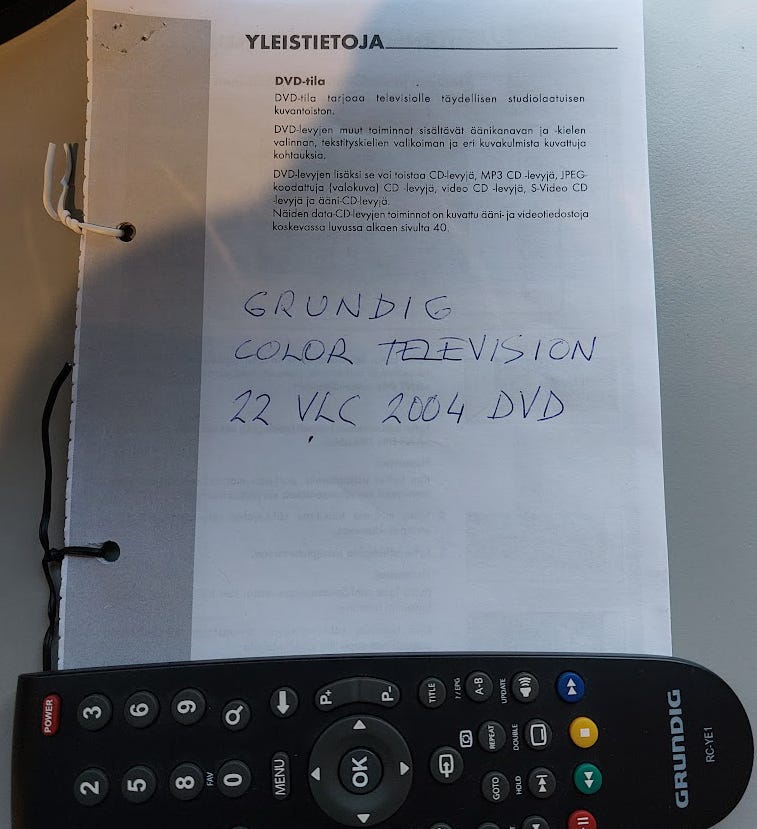 YLEISTIETOJA
DVD-tila
DVD-tila tarjoaa televisiolle täydellisen studiolaatuisen
kuvantoiston.
DVD-levyjen muut toiminnot sisältävät äänikanavan ja -kielen
valinnan, tekstityskielien valikoiman ja eri kuvakulmista kuvattuja
kohtauksia.
DVD-levyjen lisäksi se voi toistaa CD-levyjä, MP3 CD -levyjä, JPEG-
koodattuja (valokuva) CD -levyjä, video CD -levyjä, S-Video CD
-levyjä ja ääni-CD-levyjä.
Näiden data-CD-levyjen toiminnot on kuvattu ääni- ja videotiedostoja
koskevassa luvussa alkaen sivulta 40.
GRUNDIG
COLOR TELEVISION
22 VLC 2004 DVD
POWER
3
6
9
P+
P-
TITLE
? / EPG
A-B
UPDATE
2
5
8
FAV
0
MENU
OK
REPEAT
DOUBLE
GOTO
HOLD
GRUNDIG
RC-YE1